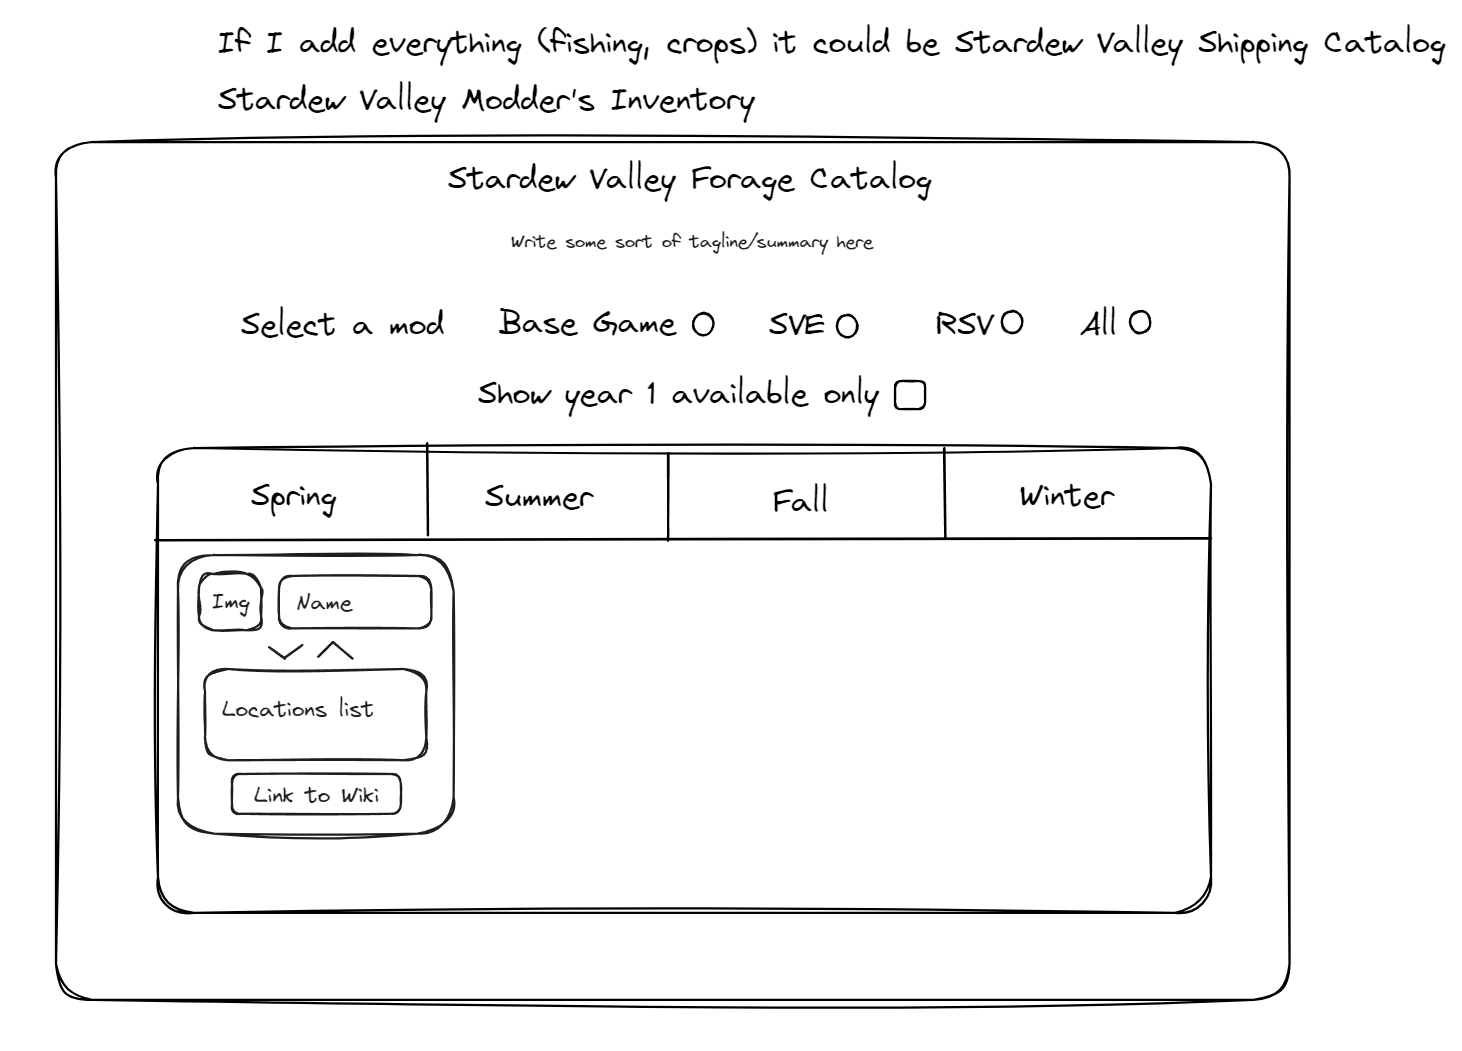 If I add everything (fishing, crops) it could be Stardew Valley Shipping Catalog
Stardew Valley Modder's Inventory
Stardew Valley Forage Catalog
Write some sort of tagline/summary here
Select a mod Base Game SVE RSV All
Show year 1 available only
Spring Summer Fall Winter
Img Name
Locations list
Link to Wiki